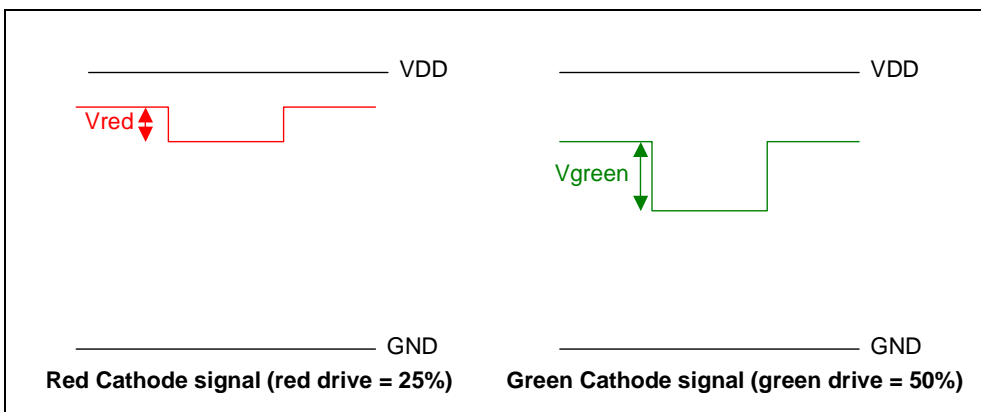 VDD
Vred
GND
Red Cathode signal (red drive = 25%)
VDD
Vgreen
GND
Green Cathode signal (green drive = 50%)